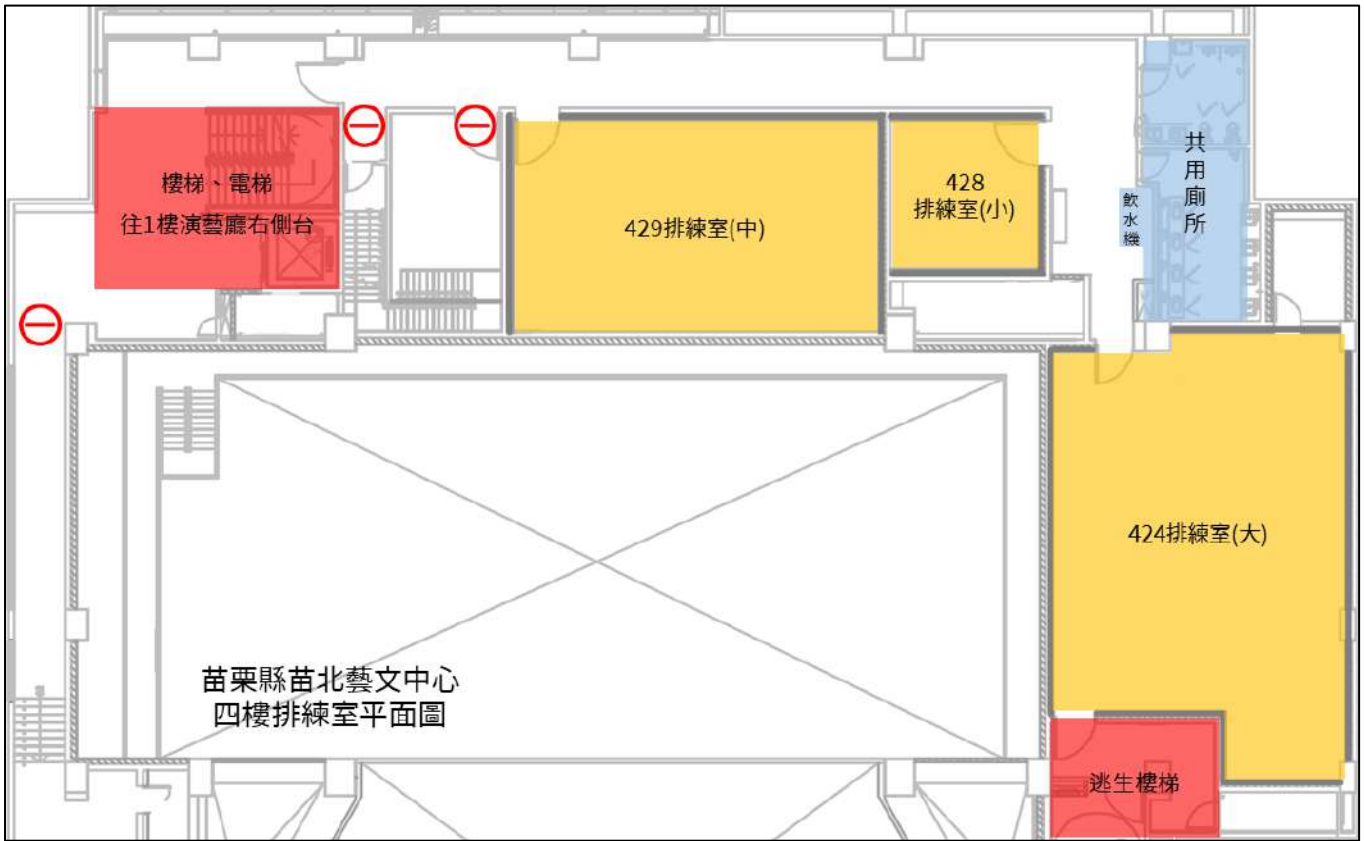 樓梯、電梯
往1樓演藝廳右側台
429排練室(中)
428
排練室(小)
飲水機
共用廁所
424排練室(大)
苗栗縣苗北藝文中心
四樓排練室平面圖
逃生樓梯